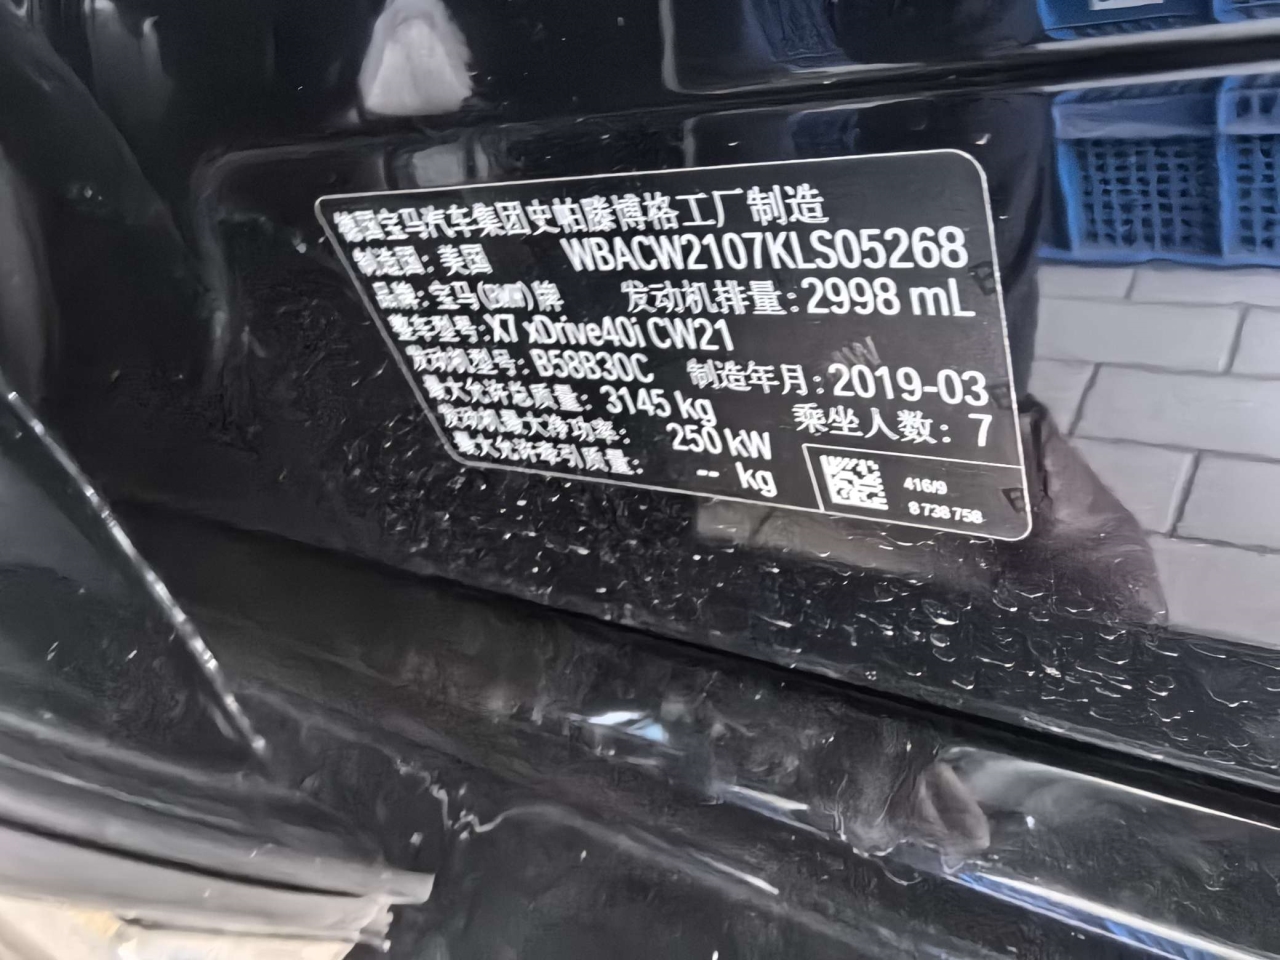 德国宝马汽车集团史帕滕博格工厂制造
制造国：美国 WBACW2107KLS05268
品牌：宝马(BMW)牌 发动机排量：2998 mL
整车型号：X7 xDrive40i CW21
发动机型号：B58B30C 制造年月：2019-03
最大允许总质量：3145 kg 乘坐人数：7
发动机最大净功率：250 kW
最大允许牵引质量：-- kg
416/9
8 738 758